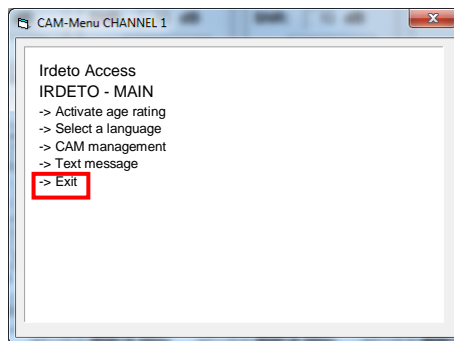 CAM-Menu CHANNEL 1
Irdeto Access
IRDETO - MAIN
-> Activate age rating
-> Select a language
-> CAM management
-> Text message
-> Exit